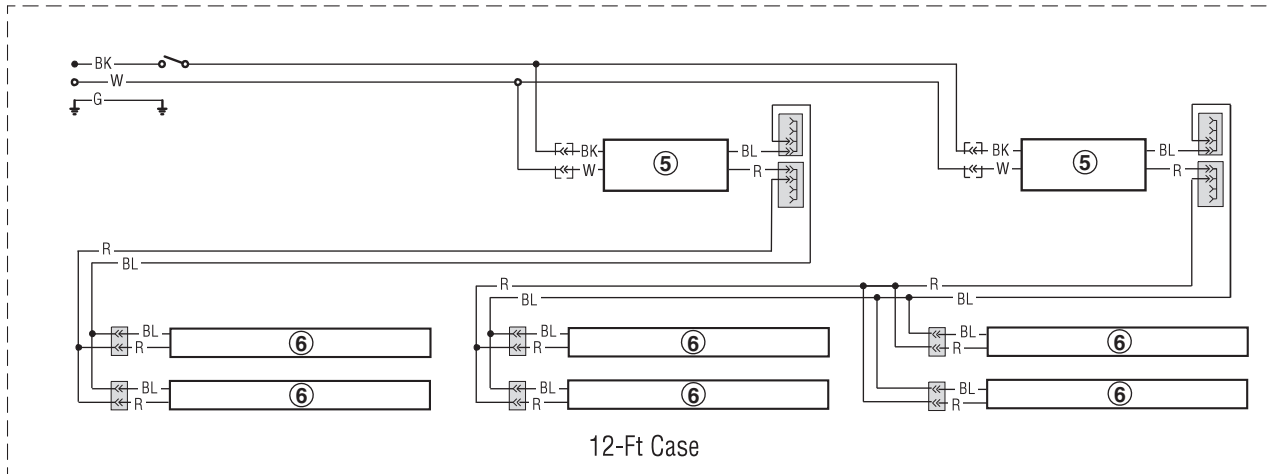 BK
W
G
BK BL BK BL
5 5
W R W R
R
BL
R R
BL BL
BL BL BL
6 6 6
R R R
BL BL BL
6 6 6
R R R
12-Ft Case